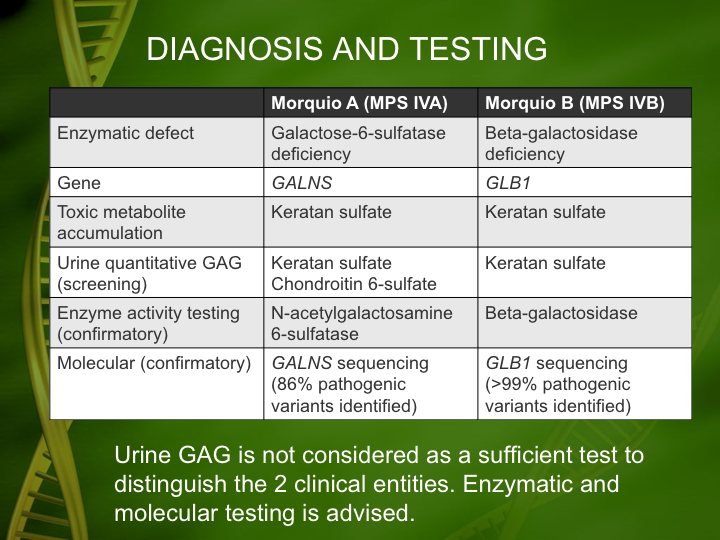 DIAGNOSIS AND TESTING
Morquio A (MPS IVA) Morquio B (MPS IVB)
Enzymatic defect Galactose-6-sulfatase deficiency Beta-galactosidase deficiency
Gene GALNS GLB1
Toxic metabolite accumulation Keratan sulfate Keratan sulfate
Urine quantitative GAG (screening) Keratan sulfate Chondroitin 6-sulfate Keratan sulfate
Enzyme activity testing (confirmatory) N-acetylgalactosamine 6-sulfatase Beta-galactosidase
Molecular (confirmatory) GALNS sequencing (86% pathogenic variants identified) GLB1 sequencing (>99% pathogenic variants identified)
Urine GAG is not considered as a sufficient test to
distinguish the 2 clinical entities. Enzymatic and
molecular testing is advised.